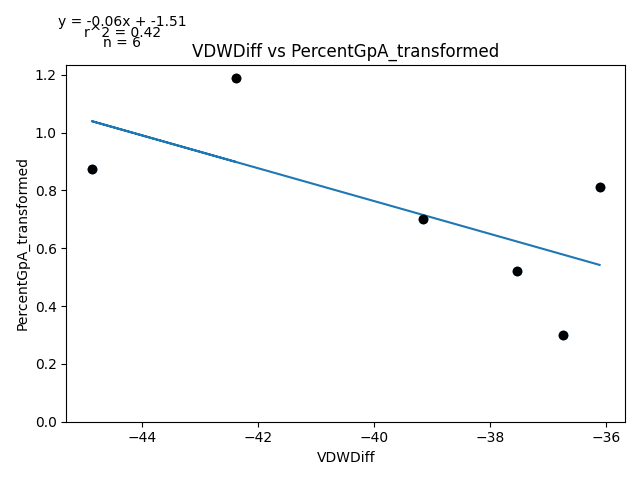 y = -0.06x + -1.51
r^2 = 0.42
n = 6
VDWDiff vs PercentGpA_transformed
1.2
1.0
0.8
0.6
0.4
0.2
0.0
PercentGpA_transformed
−44
−42
−40
−38
−36
VDWDiff